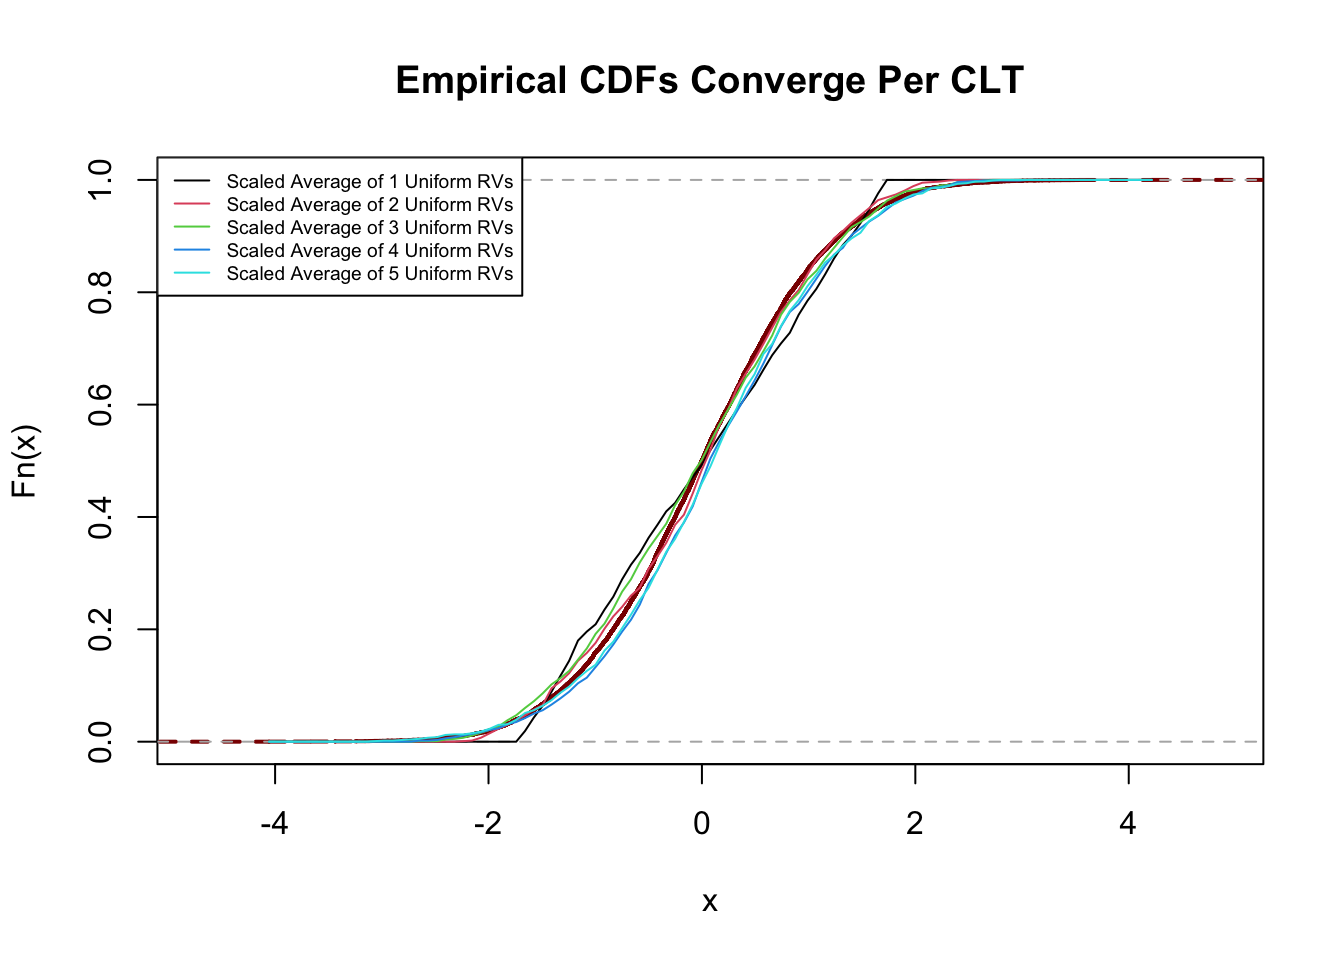 Empirical CDFs Converge Per CLT
Scaled Average of 1 Uniform RVs
Scaled Average of 2 Uniform RVs
Scaled Average of 3 Uniform RVs
Scaled Average of 4 Uniform RVs
Scaled Average of 5 Uniform RVs
Fn(x)
1.0
0.8
0.6
0.4
0.2
0.0
-4 -2 0 2 4
x